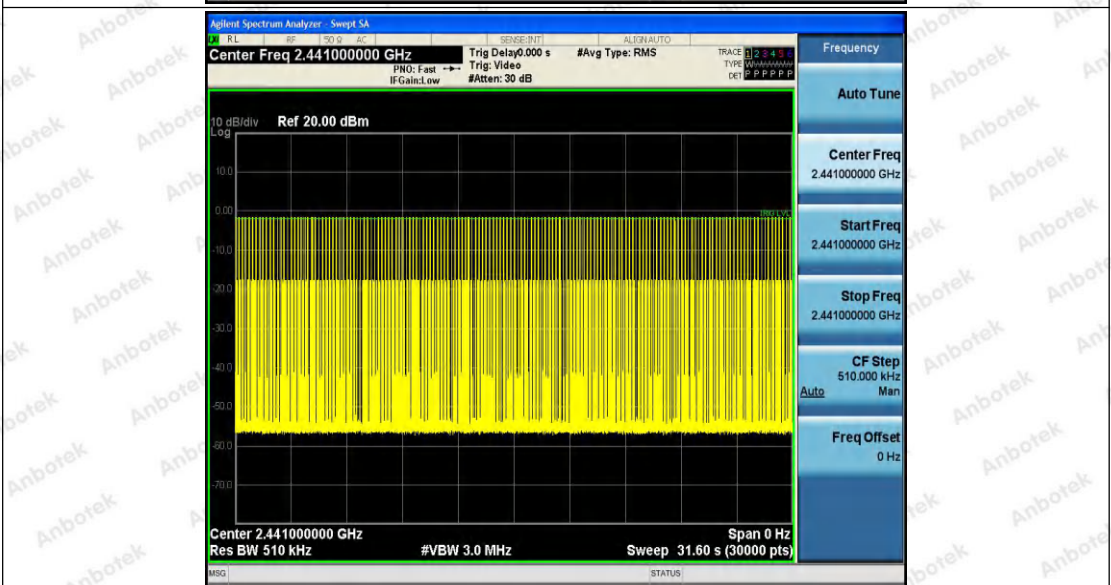 Agilent Spectrum Analyzer - Swept SA
RL RF 50 Ω AC SENSE:INT ALIGN AUTO
Center Freq 2.441000000 GHz
PNO: Fast
IFGain:Low
Trig Delay0.000 s
Trig: Video
#Atten: 30 dB
#Avg Type: RMS
TRACE 1 2 3 4 5 6
TYPE W
DET P P P P P P
10 dB/div Ref 20.00 dBm
Log
10.0
0.00
-10.0
-20.0
-30.0
-40.0
-50.0
-60.0
-70.0
TRIG LVL
Center 2.441000000 GHz Span 0 Hz
Res BW 510 kHz #VBW 3.0 MHz Sweep 31.60 s (30000 pts)
MSG STATUS
Frequency
Auto Tune
Center Freq
2.441000000 GHz
Start Freq
2.441000000 GHz
Stop Freq
2.441000000 GHz
CF Step
510.000 kHz
Auto Man
Freq Offset
0 Hz
Anbotek